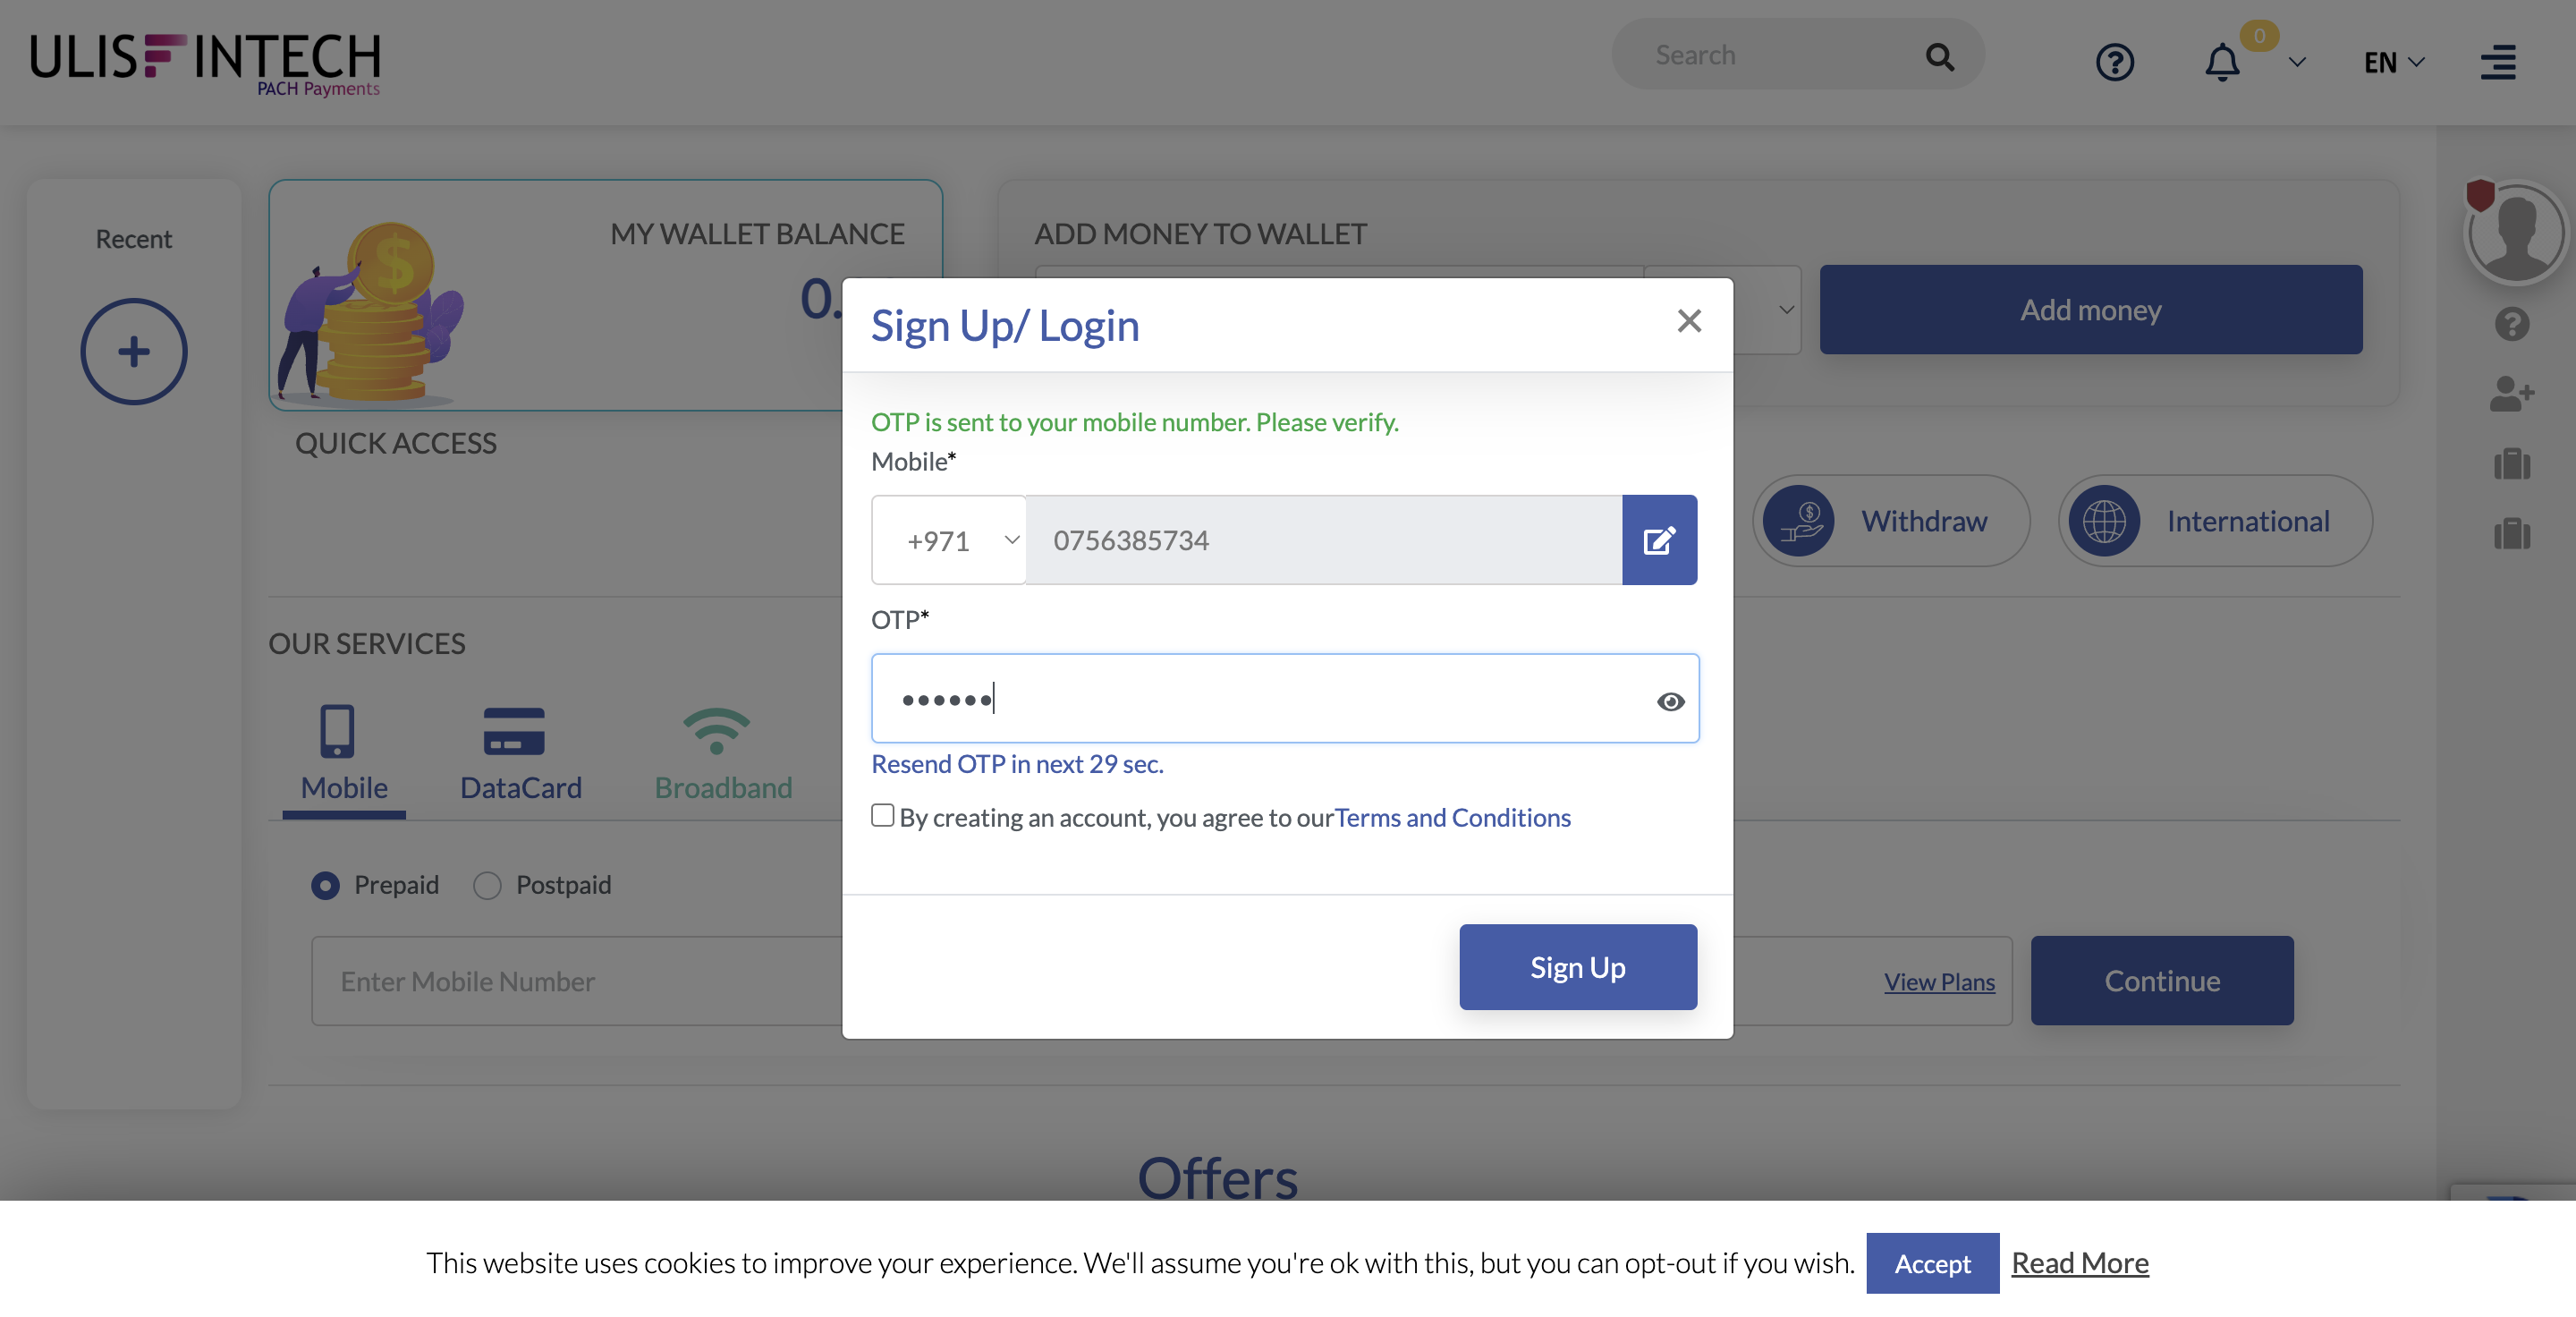 ULISFINTECH
PACH Payments
Search
0
EN
Recent
MY WALLET BALANCE
0.
ADD MONEY TO WALLET
Add money
QUICK ACCESS
Withdraw
International
Sign Up/ Login
OTP is sent to your mobile number. Please verify.
Mobile*
+971
0756385734
OTP*
••••••
Resend OTP in next 29 sec.
By creating an account, you agree to ourTerms and Conditions
Sign Up
OUR SERVICES
Mobile
DataCard
Broadband
Prepaid
Postpaid
Enter Mobile Number
View Plans
Continue
Offers
This website uses cookies to improve your experience. We'll assume you're ok with this, but you can opt-out if you wish.
Accept
Read More